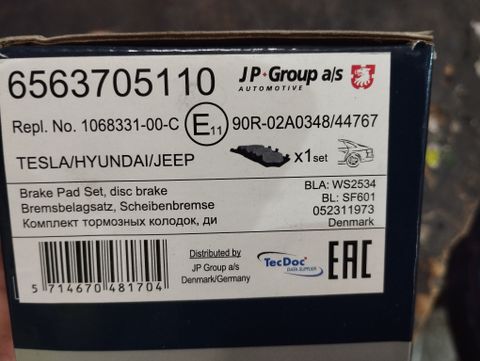 6563705110
JP+Group a/s
AUTOMOTIVE
Repl. No. 1068331-00-C
E11
90R-02A0348/44767
TESLA/HYUNDAI/JEEP
x1set
Brake Pad Set, disc brake
Bremsbelagsatz, Scheibenbremse
Комплект тормозных колодок, ди
BLA: WS2534
BL: SF601
052311973
Denmark
5 714670 481704
Distributed by
JP Group a/s
Denmark/Germany
TecDoc
DATA SUPPLIER
EAC